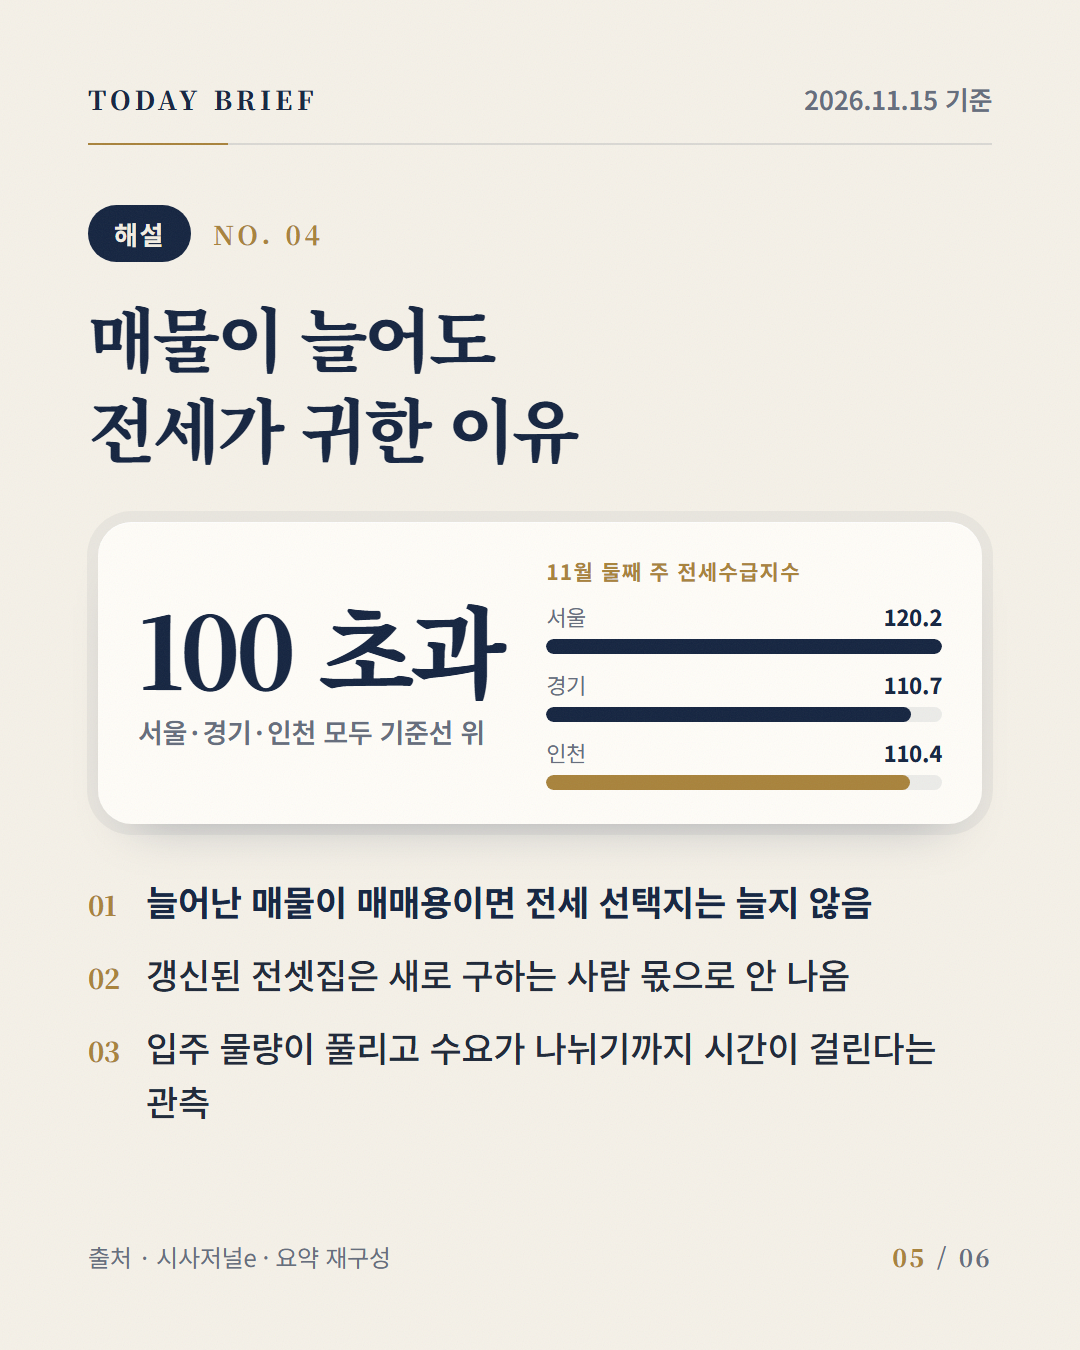 TODAY BRIEF
2026.11.15 기준
해설
NO. 04
매물이 늘어도
전세가 귀한 이유
100 초과
서울·경기·인천 모두 기준선 위
11월 둘째 주 전세수급지수
서울 120.2
경기 110.7
인천 110.4
01 늘어난 매물이 매매용이면 전세 선택지는 늘지 않음
02 갱신된 전셋집은 새로 구하는 사람 몫으로 안 나옴
03 입주 물량이 풀리고 수요가 나뉘기까지 시간이 걸린다는
관측
출처 · 시사저널e · 요약 재구성
05 / 06